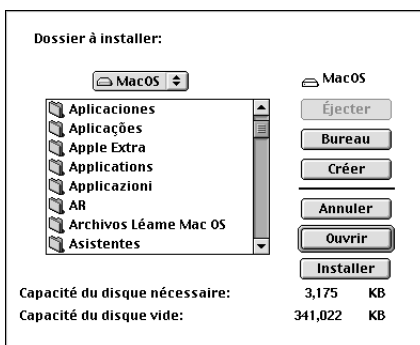 Dossier à installer:
MacOS
MacOS
Aplicaciones
Aplicações
Apple Extra
Applications
Applicazioni
AR
Archivos Léame Mac OS
Asistentes
Éjecter
Bureau
Créer
Annuler
Ouvrir
Installer
Capacité du disque nécessaire: 3,175 KB
Capacité du disque vide: 341,022 KB